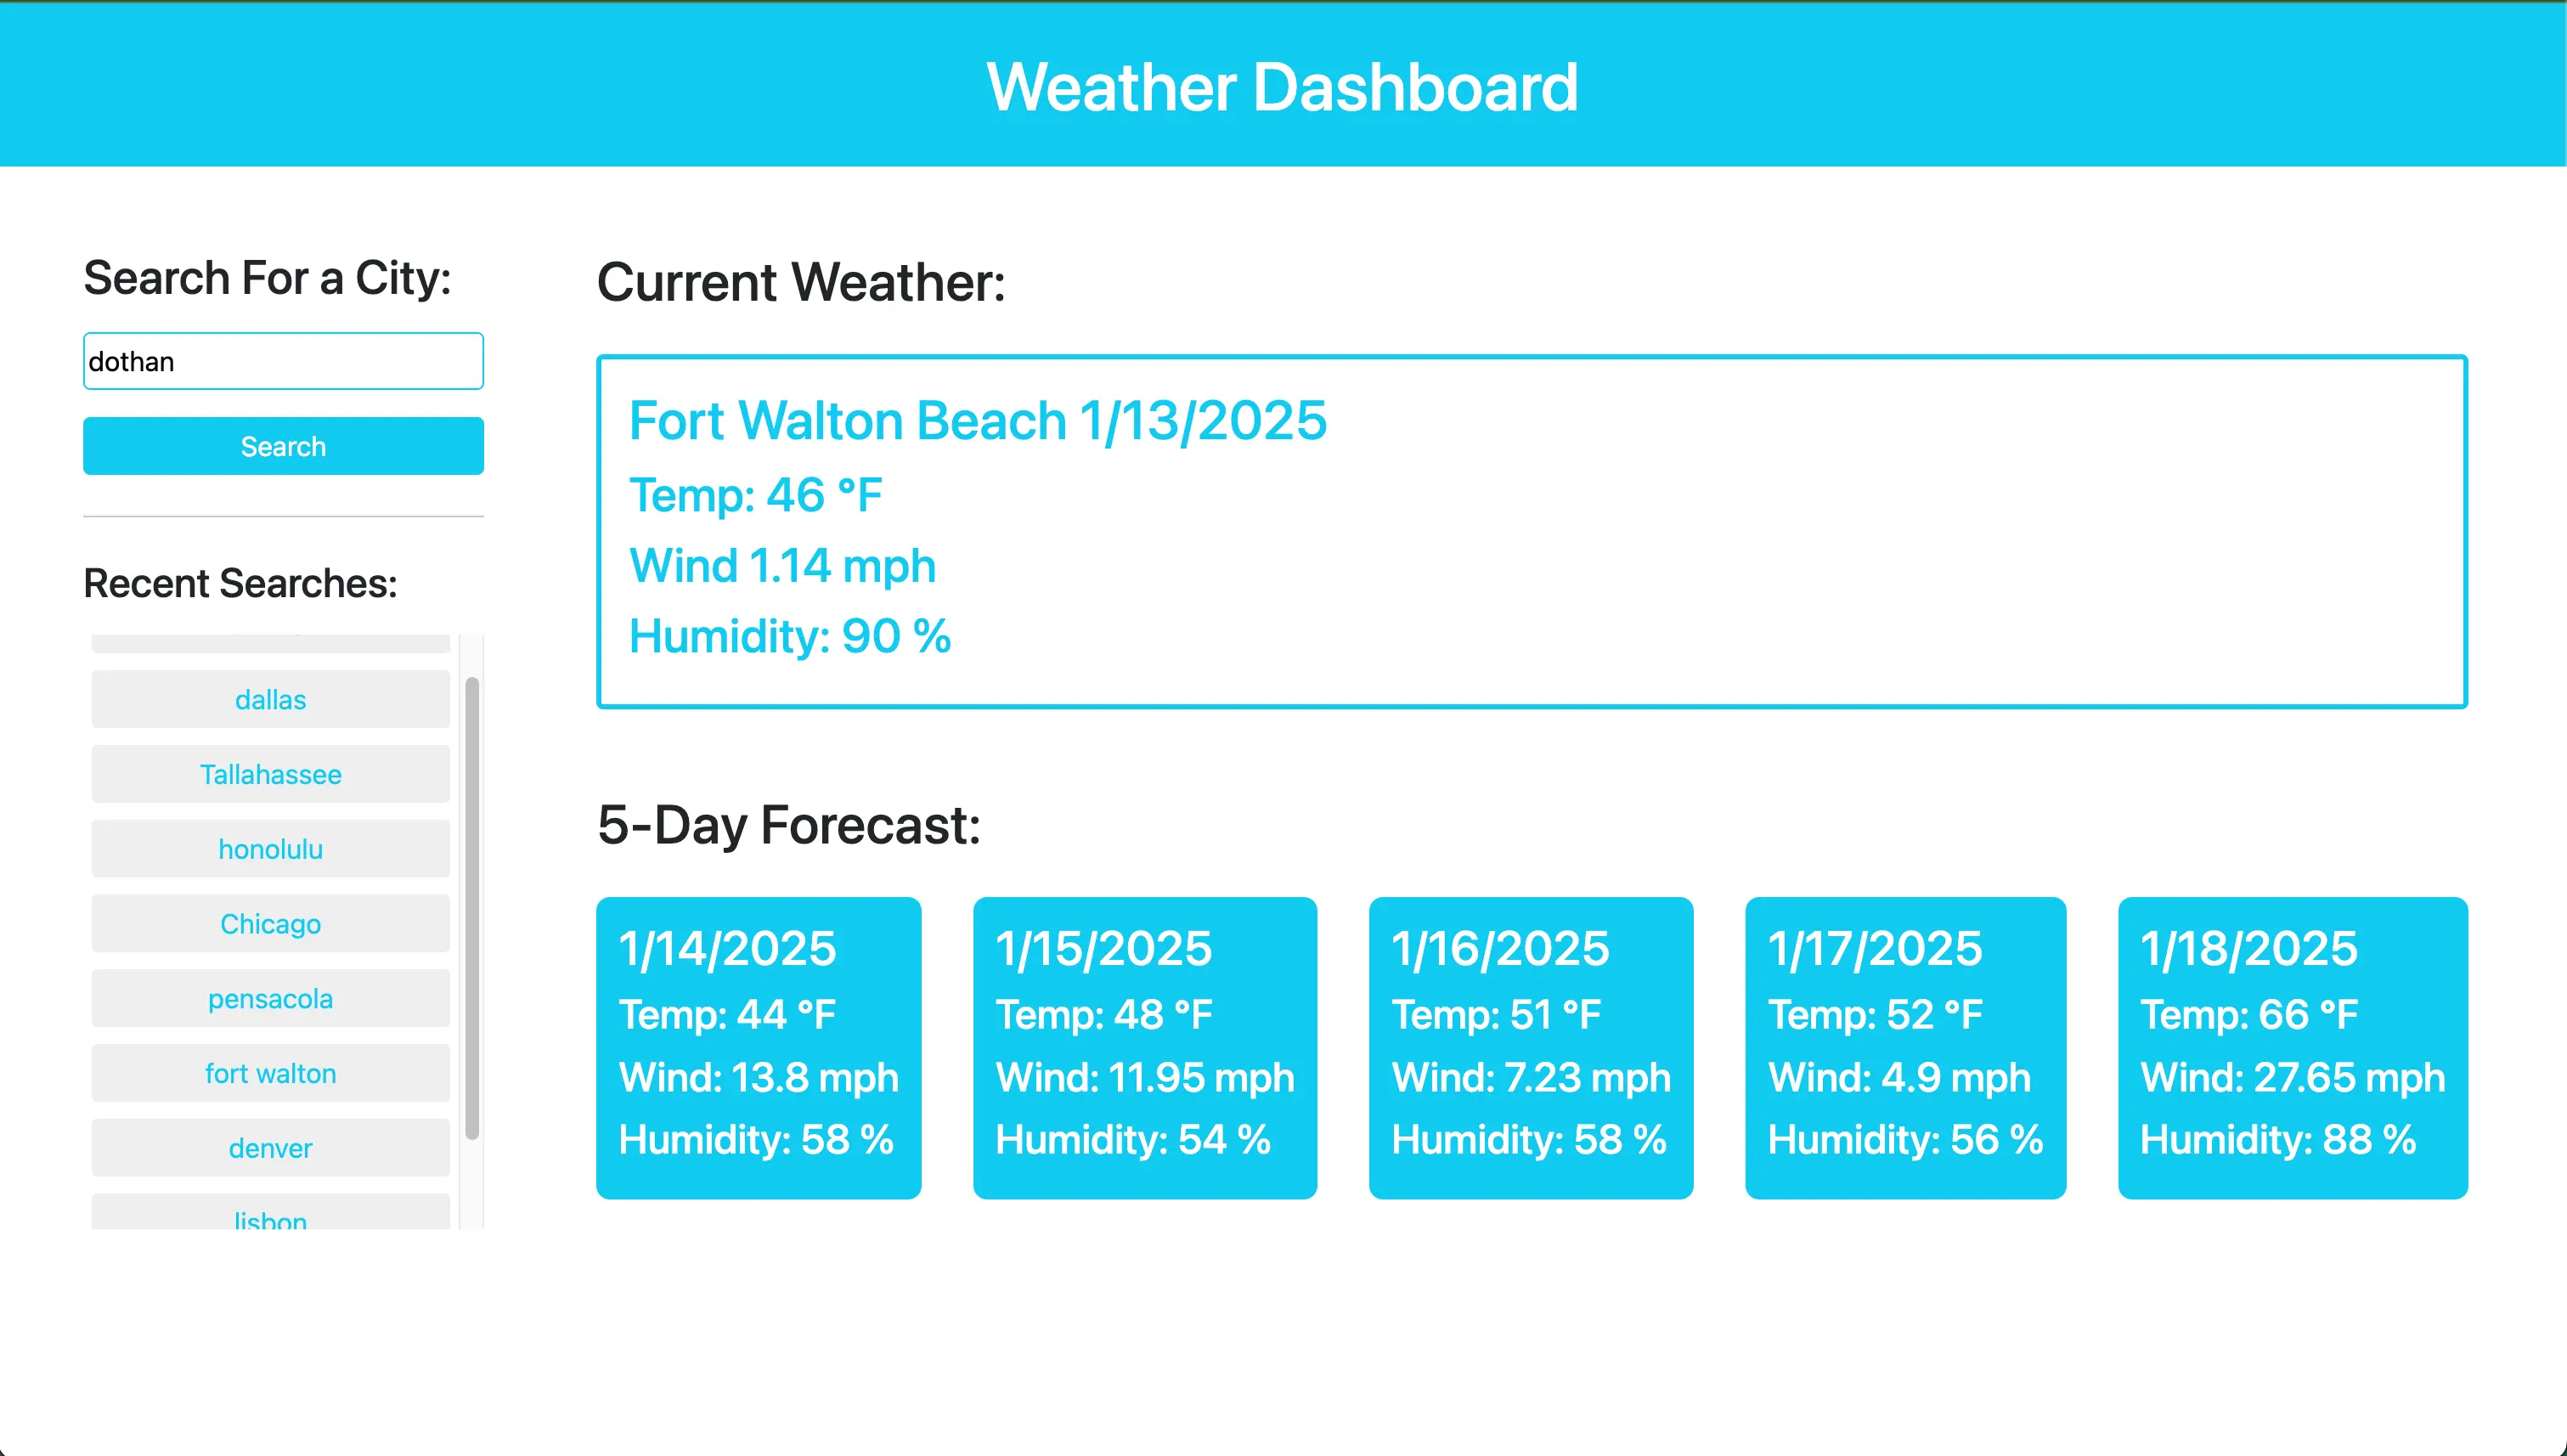 Weather Dashboard
Search For a City:
dothan
Search
Recent Searches:
dallas
Tallahassee
honolulu
Chicago
pensacola
fort walton
denver
lisbon
Current Weather:
Fort Walton Beach 1/13/2025
Temp: 46 °F
Wind 1.14 mph
Humidity: 90 %
5-Day Forecast:
1/14/2025
Temp: 44 °F
Wind: 13.8 mph
Humidity: 58 %
1/15/2025
Temp: 48 °F
Wind: 11.95 mph
Humidity: 54 %
1/16/2025
Temp: 51 °F
Wind: 7.23 mph
Humidity: 58 %
1/17/2025
Temp: 52 °F
Wind: 4.9 mph
Humidity: 56 %
1/18/2025
Temp: 66 °F
Wind: 27.65 mph
Humidity: 88 %